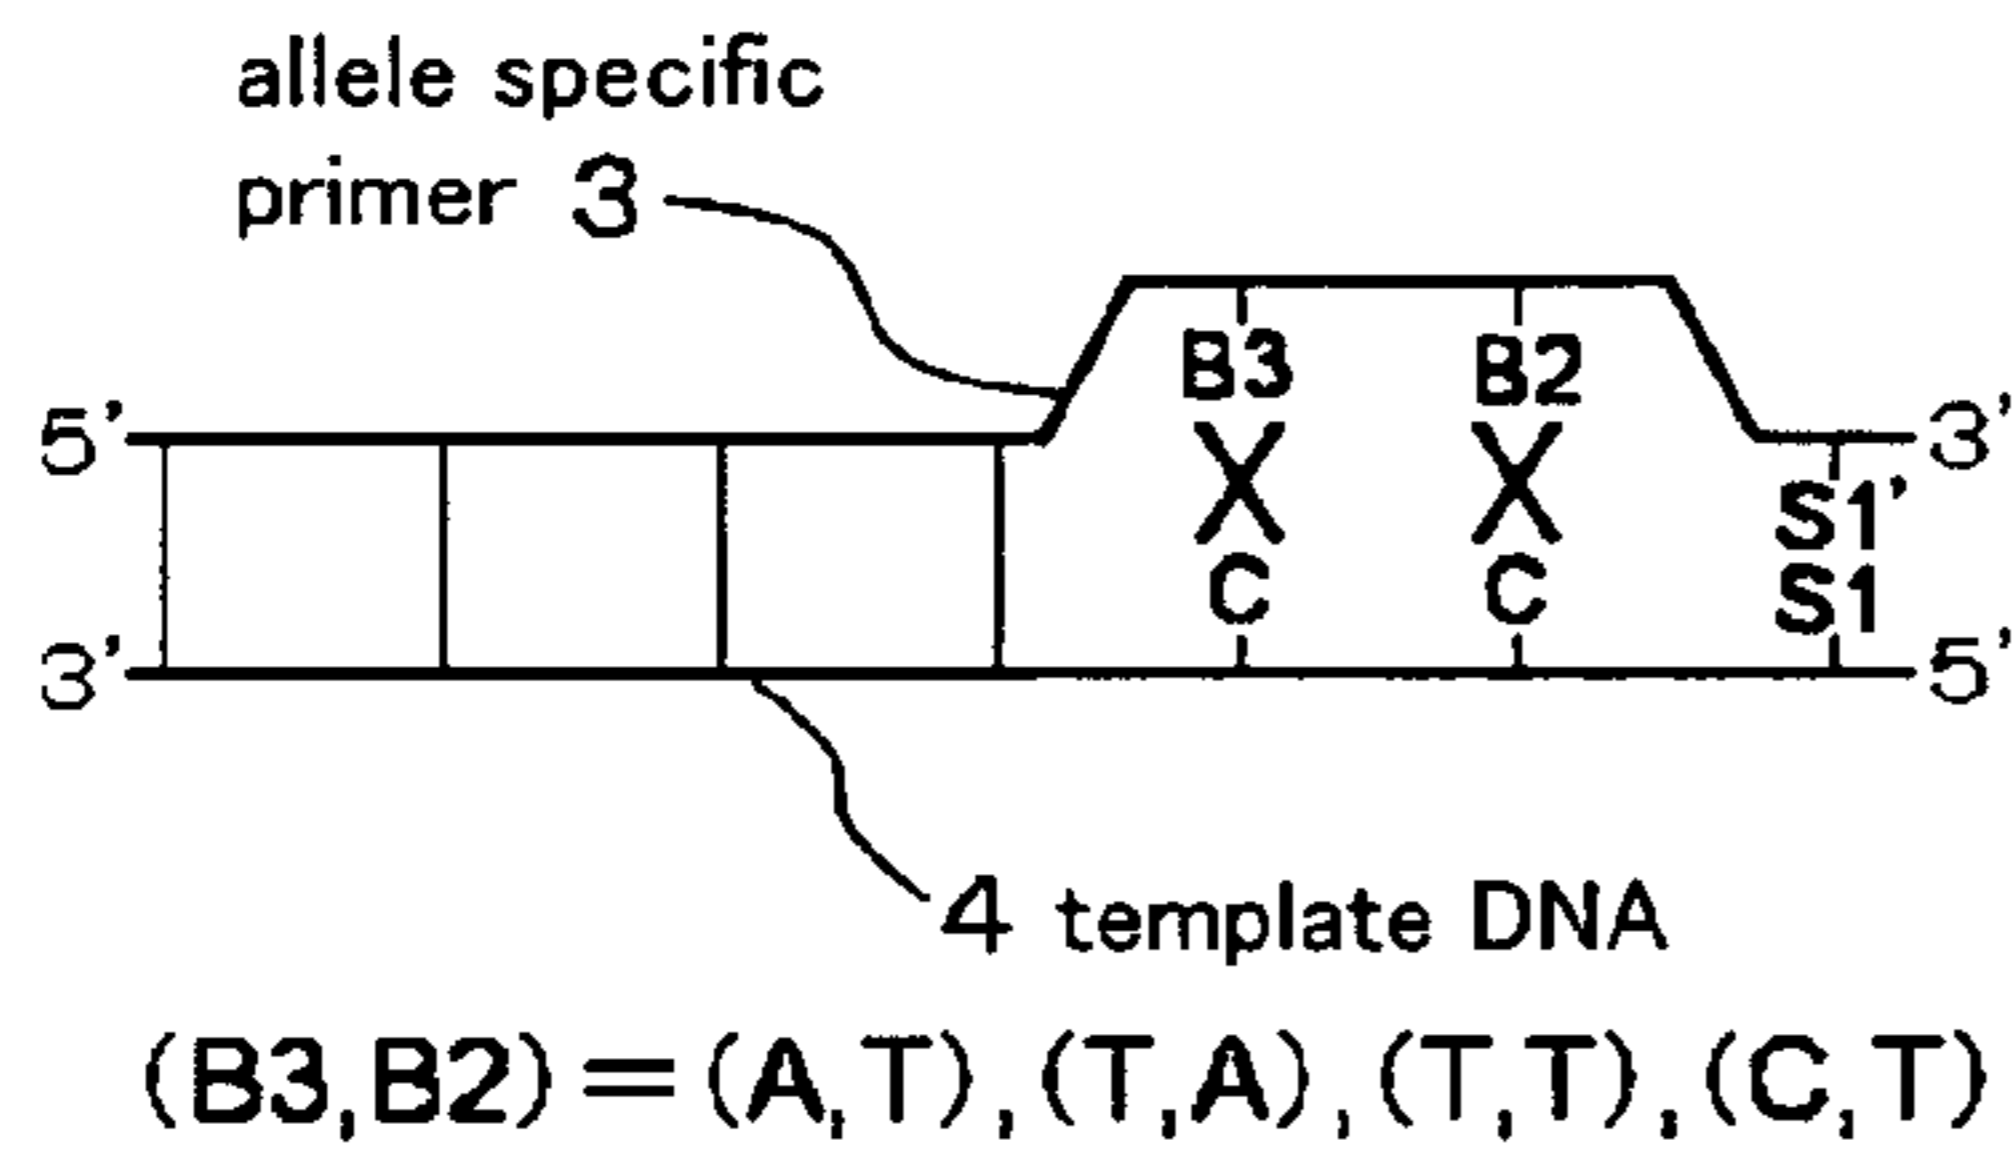 allele specific
primer 3
B3 B2
5' 3'
X X
S1'
C C
S1
3' 5'
4 template DNA
(B3,B2)=(A,T),(T,A),(T,T),(C,T)